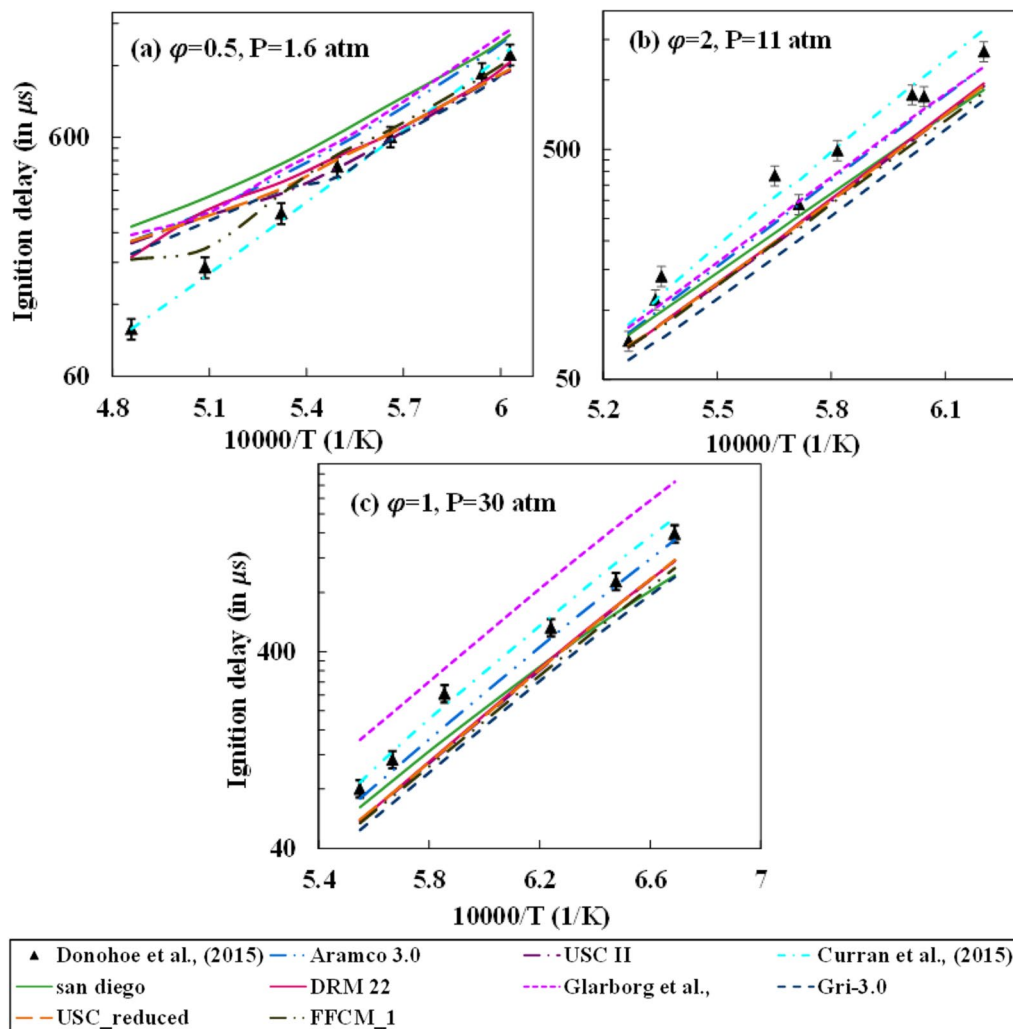 (a) φ=0.5, P=1.6 atm
Ignition delay (in μs)
600
60
4.8 5.1 5.4 5.7 6
10000/T (1/K)
(b) φ=2, P=11 atm
500
50
5.2 5.5 5.8 6.1
10000/T (1/K)
(c) φ=1, P=30 atm
Ignition delay (in μs)
400
40
5.4 5.8 6.2 6.6 7
10000/T (1/K)
Donohoe et al., (2015) Aramco 3.0 USC II Curran et al., (2015)
san diego DRM 22 Glarborg et al., Gri-3.0
USC_reduced FFCM_1